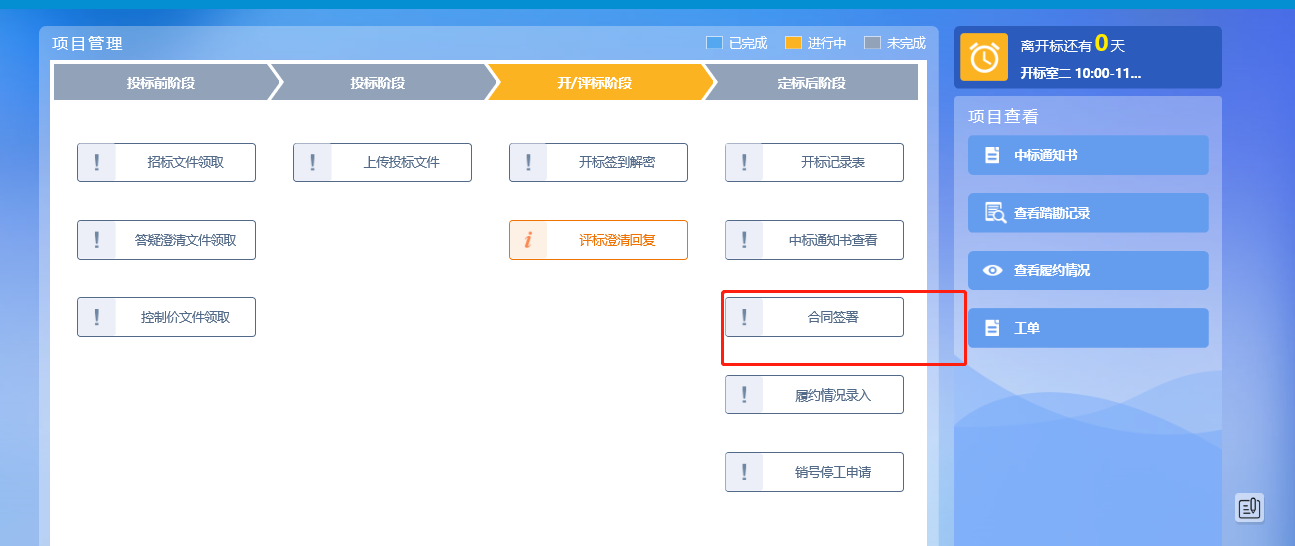 项目管理
已完成 进行中 未完成
投标前阶段 投标阶段 开/评标阶段 定标后阶段
! 招标文件领取
! 上传投标文件
! 开标签到解密
! 开标记录表
! 答疑澄清文件领取
i 评标澄清回复
! 中标通知书查看
! 控制价文件领取
! 合同签署
! 履约情况录入
! 销号停工申请
离开标还有0天
开标室二 10:00-11...
项目查看
中标通知书
查看踏勘记录
查看履约情况
工单